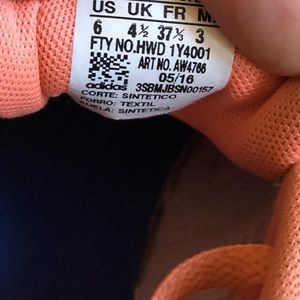 US UK FR M
6 4½ 37⅓ 3
FTY NO.HWD 1Y4001
ART NO. AW4766
05/16
adidas 3SBMJBSN00157
CORTE: SINTETICO
FORRO: TEXTIL
SUELA: SINTETICA